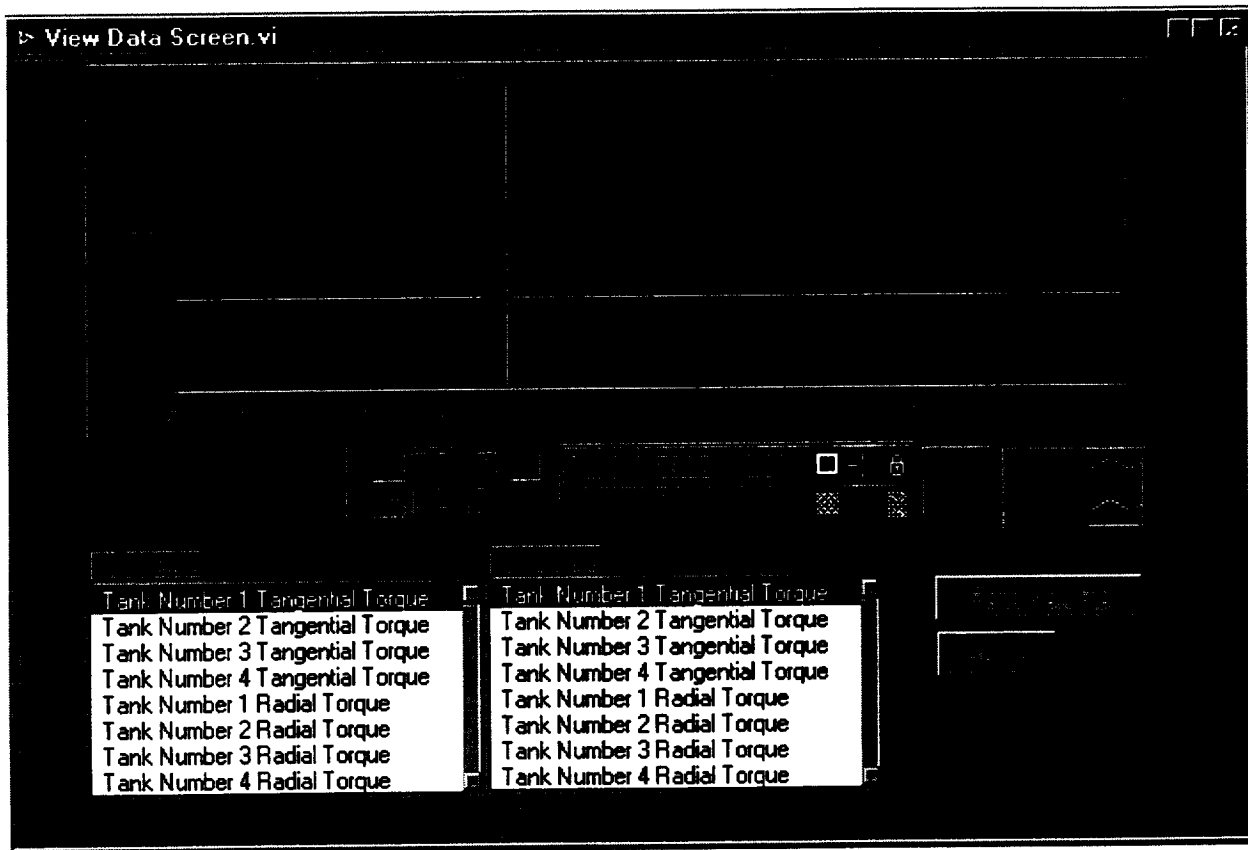 View Data Screen.vi
Tank Number 1 Tangential Torque
Tank Number 2 Tangential Torque
Tank Number 3 Tangential Torque
Tank Number 4 Tangential Torque
Tank Number 1 Radial Torque
Tank Number 2 Radial Torque
Tank Number 3 Radial Torque
Tank Number 4 Radial Torque
Tank Number 1 Tangential Torque
Tank Number 2 Tangential Torque
Tank Number 3 Tangential Torque
Tank Number 4 Tangential Torque
Tank Number 1 Radial Torque
Tank Number 2 Radial Torque
Tank Number 3 Radial Torque
Tank Number 4 Radial Torque